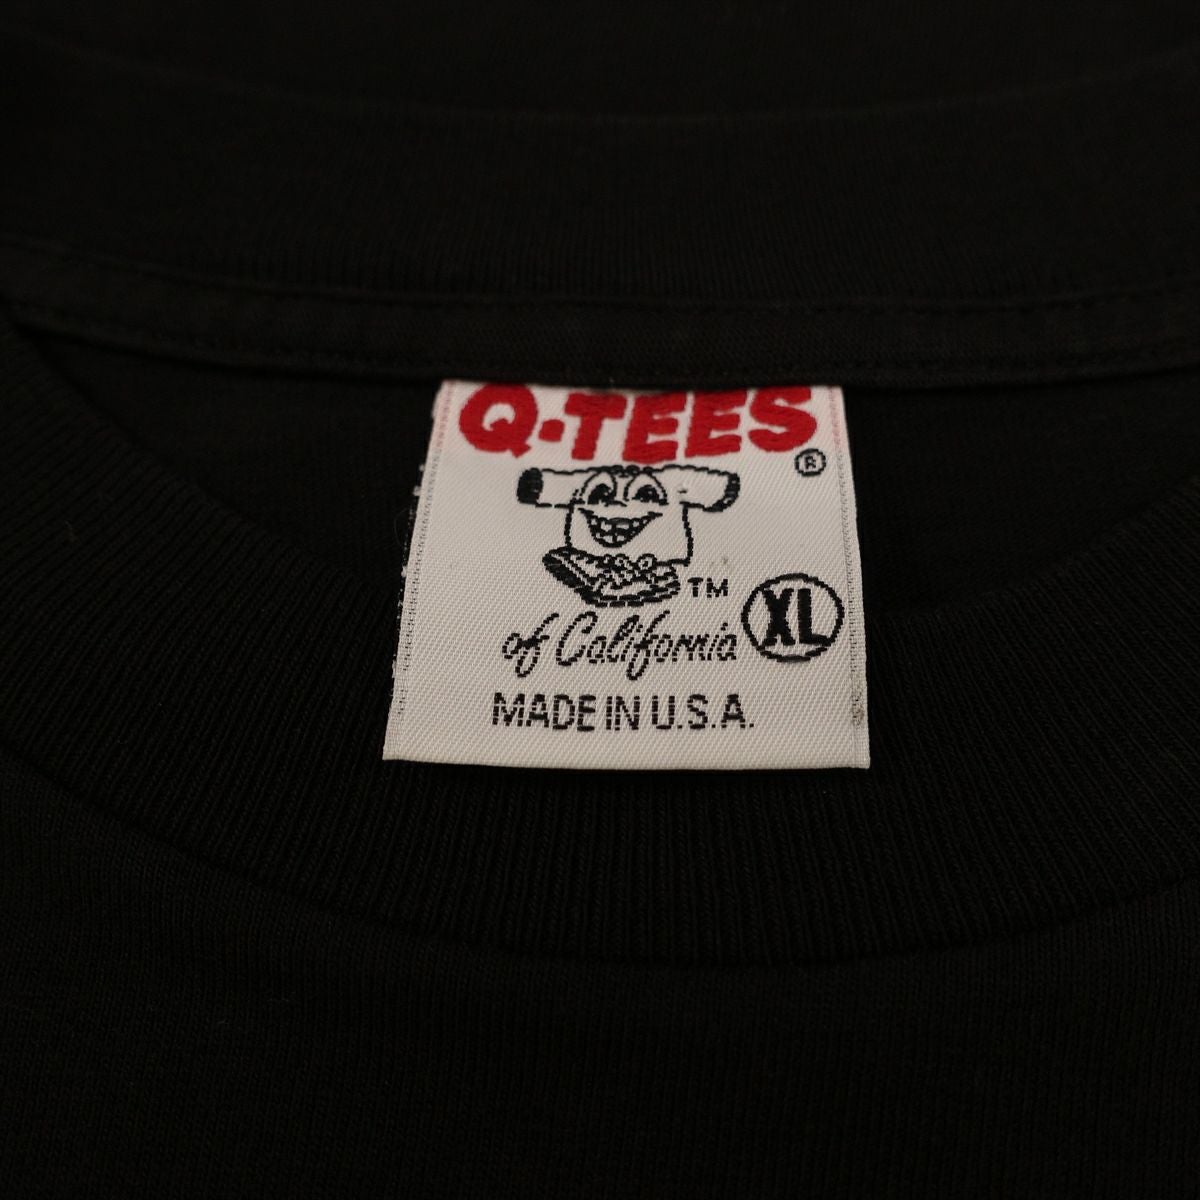 Q-TEES
®
TM
of California XL
MADE IN U.S.A.